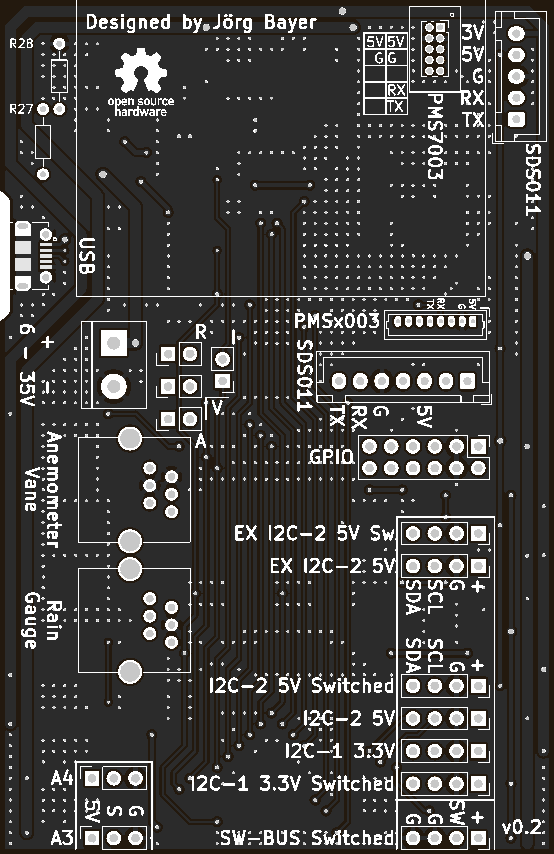 Designed by Jörg Bayer
R28
R27
open source
hardware
5V 5V
G G
RX
TX
PMS7003
3V
5V
G
RX
TX
SDS011
USB
6 - 35V
+
-
R
I
V
A
PMSx003
TX
RX
G
5V
SDS011
TX
RX
G
5V
GPIO
Anemometer
Vane
Rain
Gauge
EX I2C-2 5V Sw
EX I2C-2 5V
SDA
SCL
G
+
SDA
SCL
G
+
I2C-2 5V Switched
I2C-2 5V
I2C-1 3.3V
I2C-1 3.3V Switched
A4
5V
S
G
A3
G
G
SW
+
SW-BUS Switched
v0.2